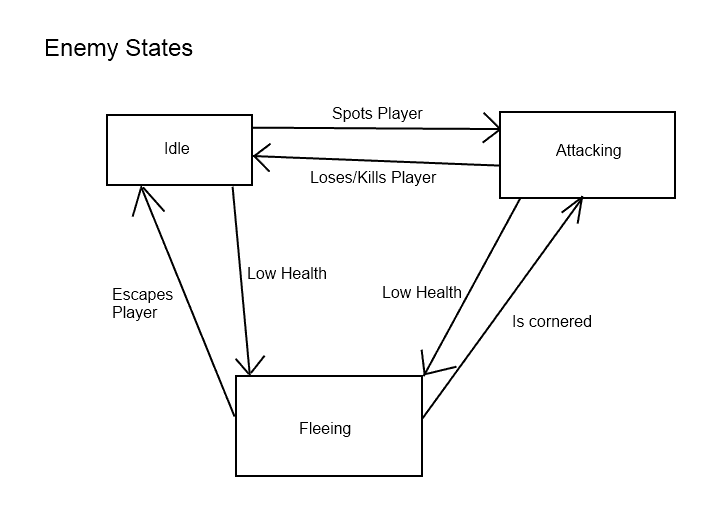 Enemy States
Spots Player
Idle
Attacking
Loses/Kills Player
Low Health
Low Health
Escapes
Player
Is cornered
Fleeing